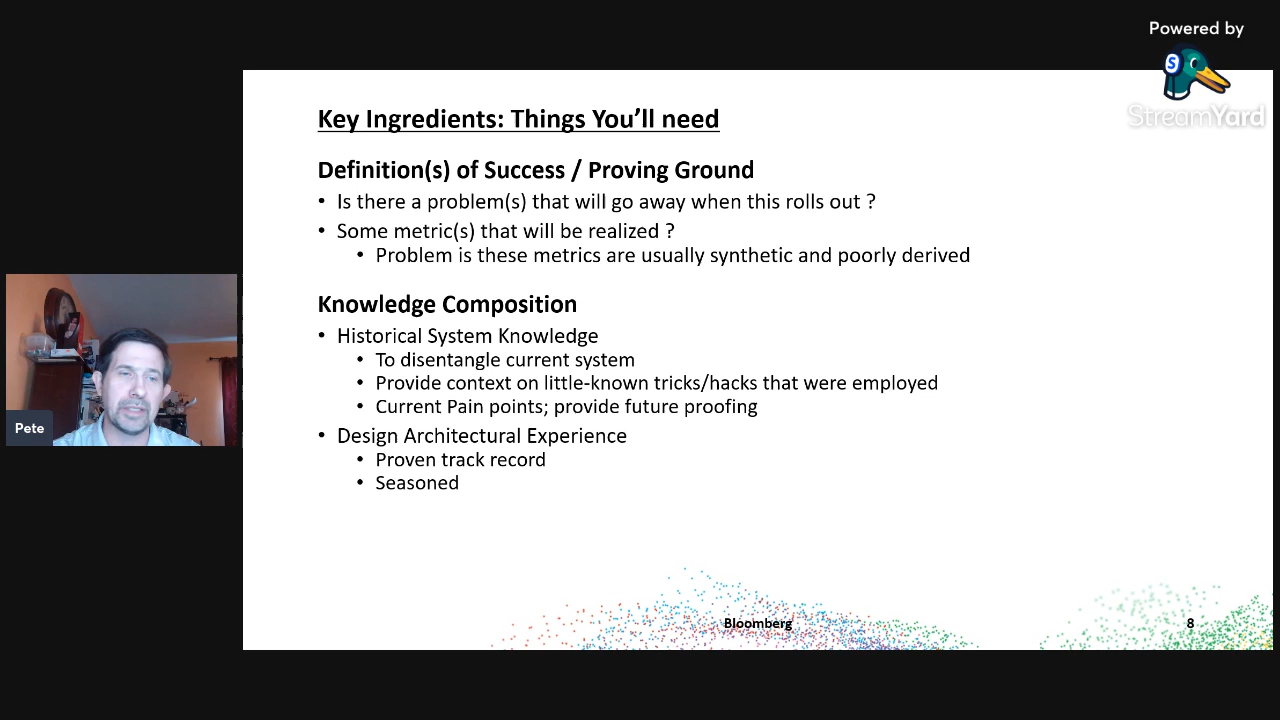 Powered by
S
StreamYard
Key Ingredients: Things You'll need
Definition(s) of Success / Proving Ground
• Is there a problem(s) that will go away when this rolls out ?
• Some metric(s) that will be realized ?
• Problem is these metrics are usually synthetic and poorly derived
Knowledge Composition
• Historical System Knowledge
• To disentangle current system
• Provide context on little-known tricks/hacks that were employed
• Current Pain points; provide future proofing
• Design Architectural Experience
• Proven track record
• Seasoned
Pete
Bloomberg
8